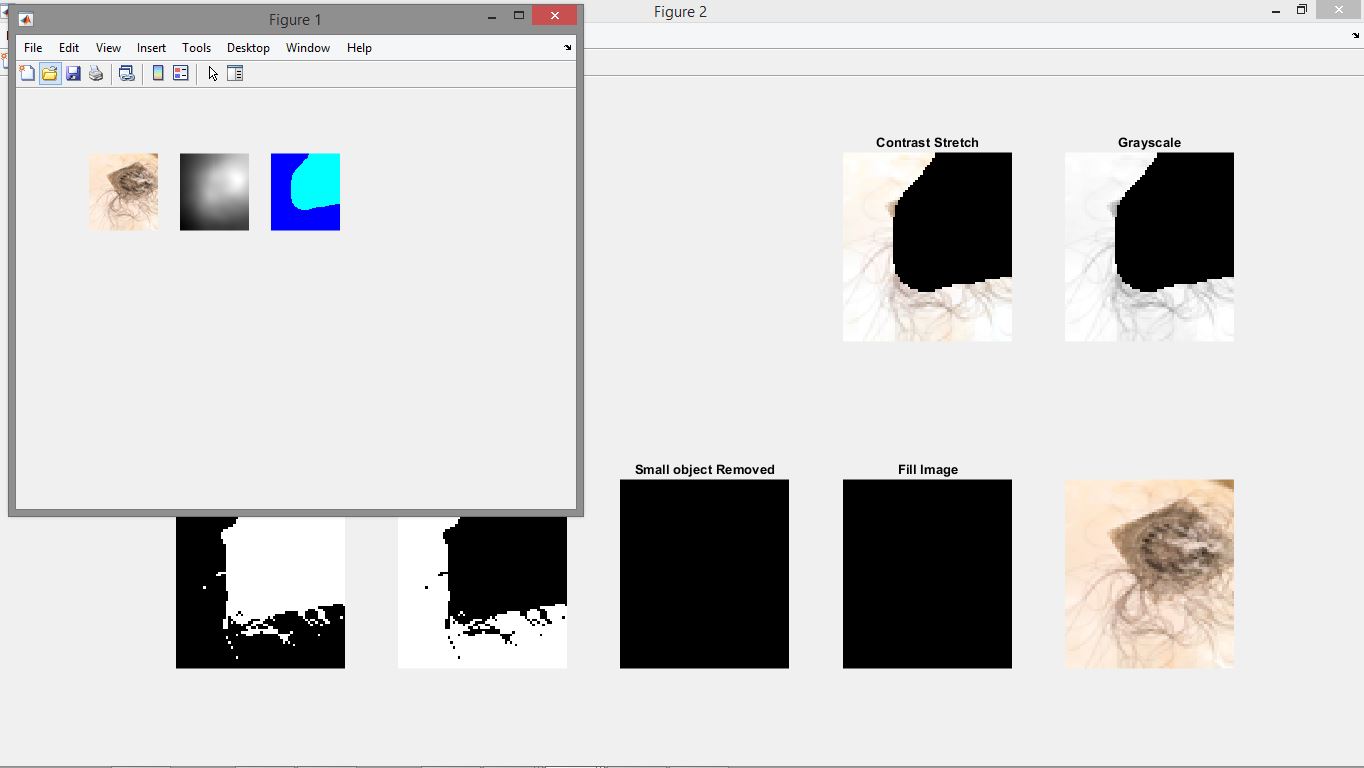 Figure 1
Figure 2
File Edit View Insert Tools Desktop Window Help
Contrast Stretch
Grayscale
Small object Removed
Fill Image